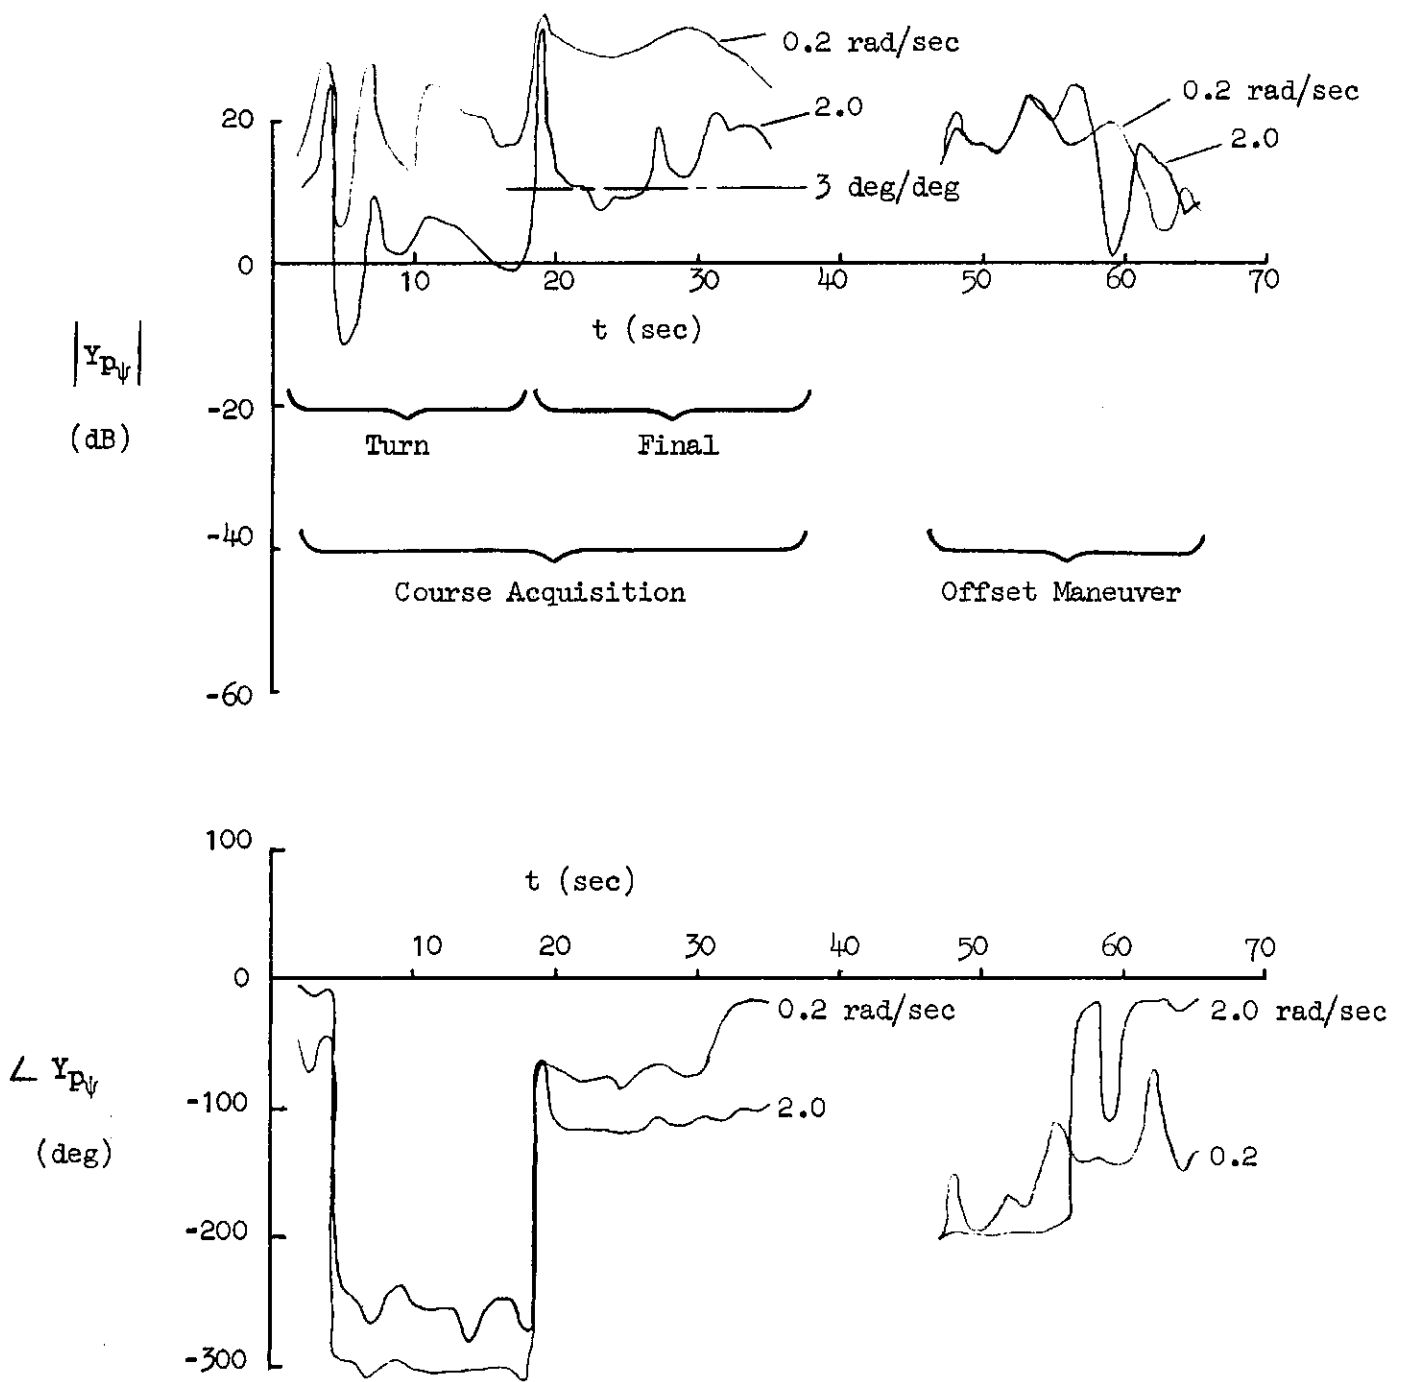 0.2 rad/sec
2.0
3 deg/deg
0.2 rad/sec
2.0
20
0
-20
-40
-60
10 20 30 40 50 60 70
t (sec)
|Y_pψ|
(dB)
Turn
Final
Course Acquisition
Offset Maneuver
100
0
-100
-200
-300
t (sec)
10 20 30 40 50 60 70
∠ Y_pψ
(deg)
0.2 rad/sec
2.0
2.0 rad/sec
0.2